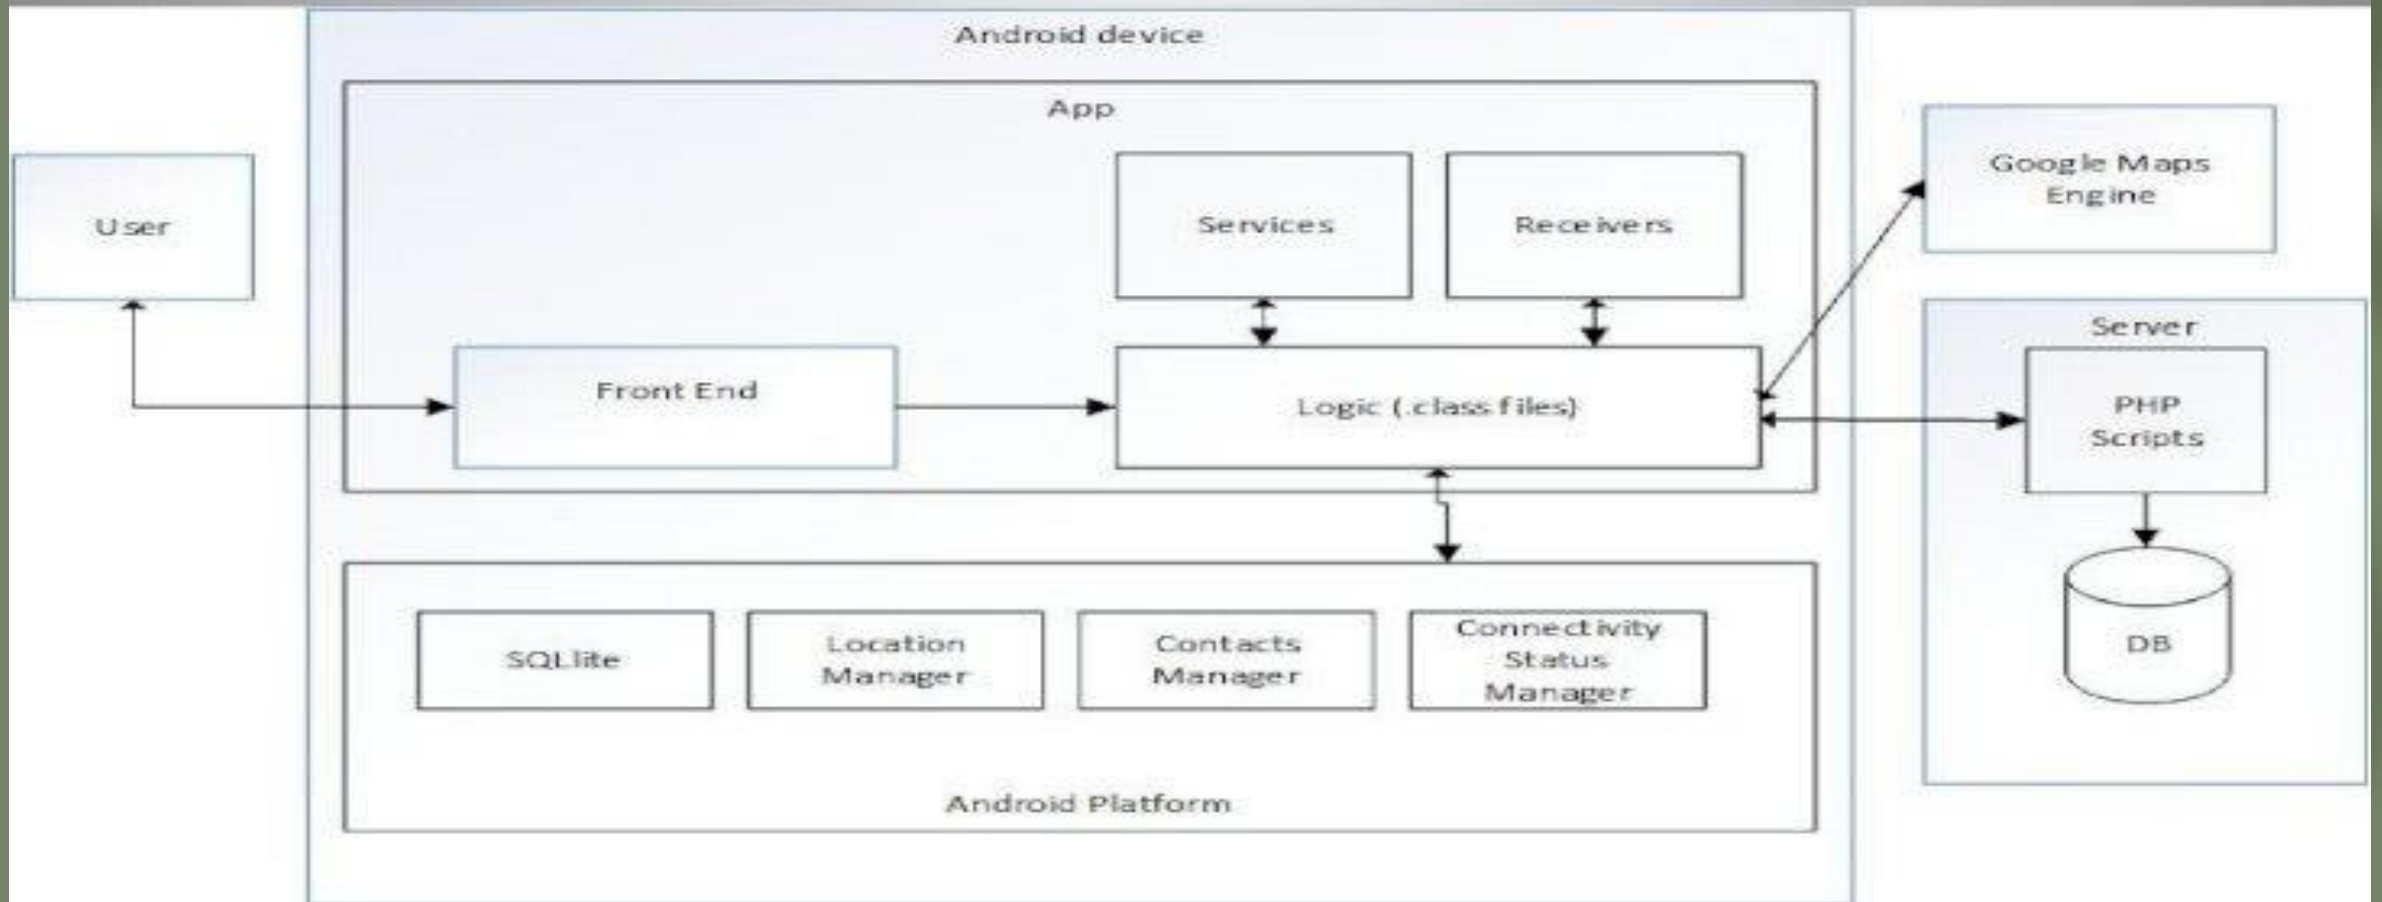 Android device
App
User
Services
Receivers
Google Maps
Engine
Server
Front End
Logic (.class files)
PHP
Scripts
SQLlite
Location
Manager
Contacts
Manager
Connectivity
Status
Manager
DB
Android Platform